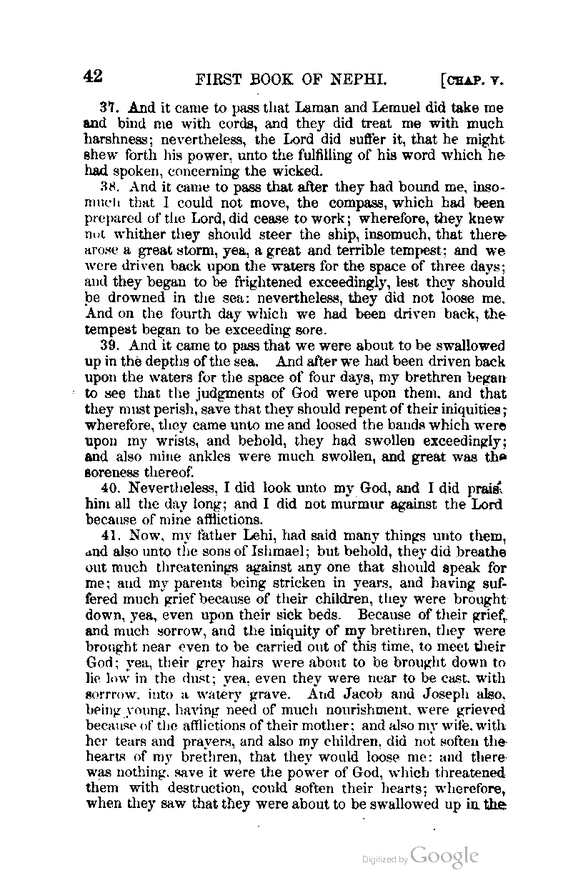 42 FIRST BOOK OF NEPHI. [CHAP. V.
37. And it came to pass that Laman and Lemuel did take me
and bind me with cords, and they did treat me with much
harshness; nevertheless, the Lord did suffer it, that he might
shew forth his power, unto the fulfilling of his word which he
had spoken, concerning the wicked.
38. And it came to pass that after they had bound me, inso-
much that I could not move, the compass, which had been
prepared of the Lord, did cease to work; wherefore, they knew
not whither they should steer the ship, insomuch, that there
arose a great storm, yea, a great and terrible tempest; and we
were driven back upon the waters for the space of three days;
and they began to be frightened exceedingly, lest they should
be drowned in the sea: nevertheless, they did not loose me.
And on the fourth day which we had been driven back, the
tempest began to be exceeding sore.
39. And it came to pass that we were about to be swallowed
up in the depths of the sea. And after we had been driven back
upon the waters for the space of four days, my brethren began
to see that the judgments of God were upon them, and that
they must perish, save that they should repent of their iniquities;
wherefore, they came unto me and loosed the bands which were
upon my wrists, and behold, they had swollen exceedingly;
and also mine ankles were much swollen, and great was the
soreness thereof.
40. Nevertheless, I did look unto my God, and I did praise
him all the day long; and I did not murmur against the Lord
because of mine afflictions.
41. Now, my father Lehi, had said many things unto them,
and also unto the sons of Ishmael; but behold, they did breathe
out much threatenings against any one that should speak for
me; and my parents being stricken in years, and having suf-
fered much grief because of their children, they were brought
down, yea, even upon their sick beds. Because of their grief,
and much sorrow, and the iniquity of my brethren, they were
brought near even to be carried out of this time, to meet their
God; yea, their grey hairs were about to be brought down to
lie low in the dust; yea, even they were near to be cast, with
sorrrow, into a watery grave. And Jacob and Joseph also,
being young, having need of much nourishment, were grieved
because of the afflictions of their mother; and also my wife, with
her tears and prayers, and also my children, did not soften the
hearts of my brethren, that they would loose me: and there
was nothing, save it were the power of God, which threatened
them with destruction, could soften their hearts; wherefore,
when they saw that they were about to be swallowed up in the
Digitized by Google